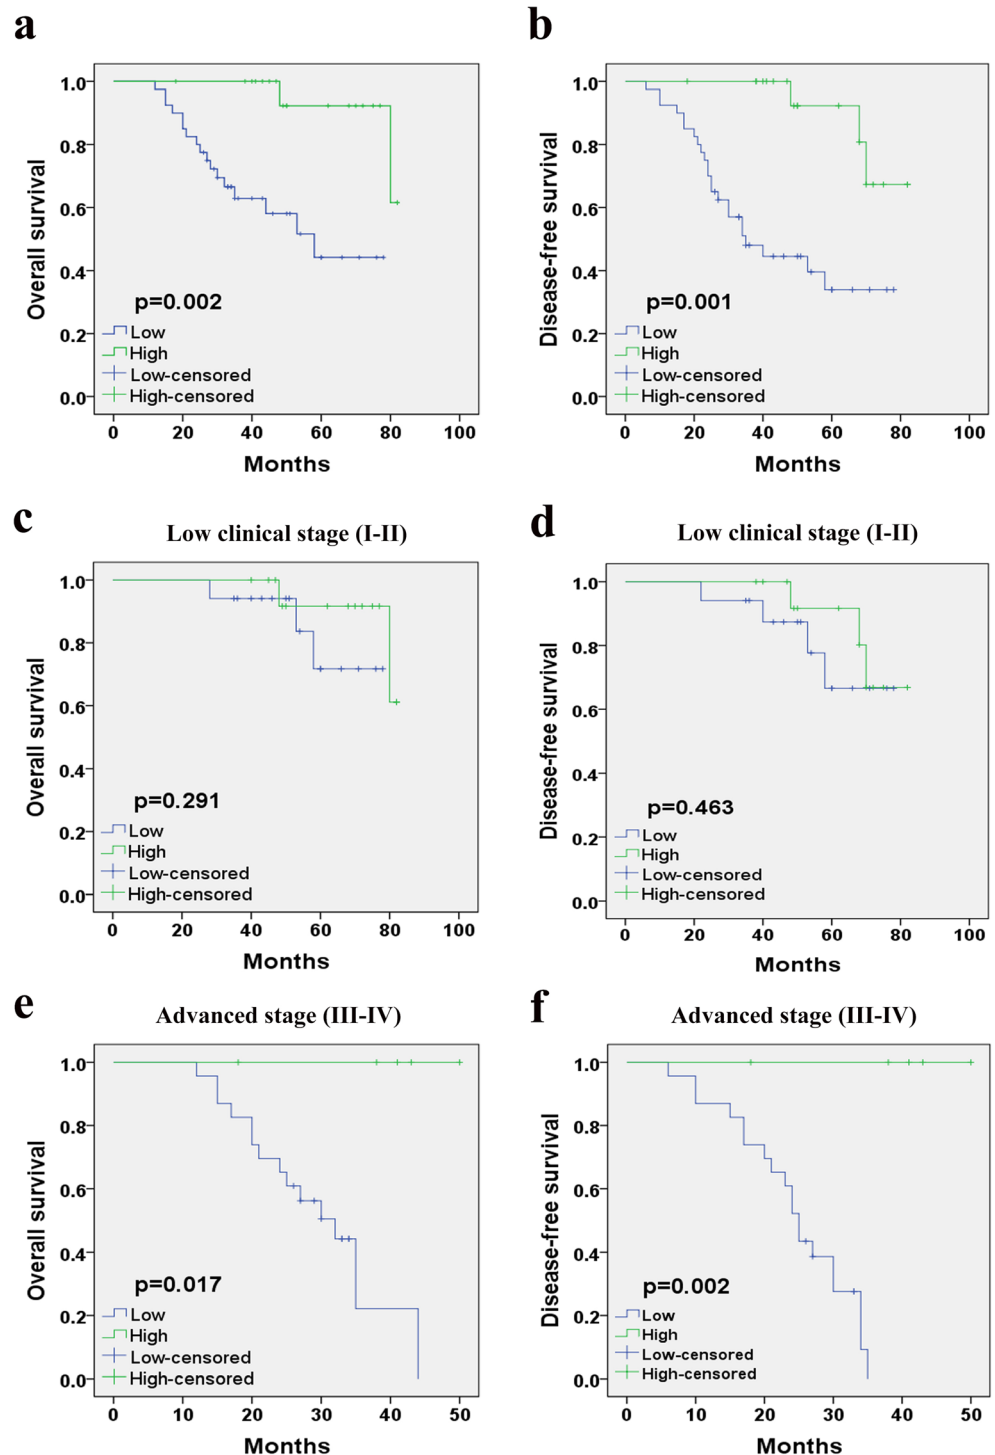 a
Overall survival
1.0
0.8
0.6
0.4
0.2
0.0
p=0.002
Low
High
Low-censored
High-censored
0 20 40 60 80 100
Months
b
Disease-free survival
1.0
0.8
0.6
0.4
0.2
0.0
p=0.001
Low
High
Low-censored
High-censored
0 20 40 60 80 100
Months
c
Low clinical stage (I-II)
Overall survival
1.0
0.8
0.6
0.4
0.2
0.0
p=0.291
Low
High
Low-censored
High-censored
0 20 40 60 80 100
Months
d
Low clinical stage (I-II)
Disease-free survival
1.0
0.8
0.6
0.4
0.2
0.0
p=0.463
Low
High
Low-censored
High-censored
0 20 40 60 80 100
Months
e
Advanced stage (III-IV)
Overall survival
1.0
0.8
0.6
0.4
0.2
0.0
p=0.017
Low
High
Low-censored
High-censored
0 10 20 30 40 50
Months
f
Advanced stage (III-IV)
Disease-free survival
1.0
0.8
0.6
0.4
0.2
0.0
p=0.002
Low
High
Low-censored
High-censored
0 10 20 30 40 50
Months